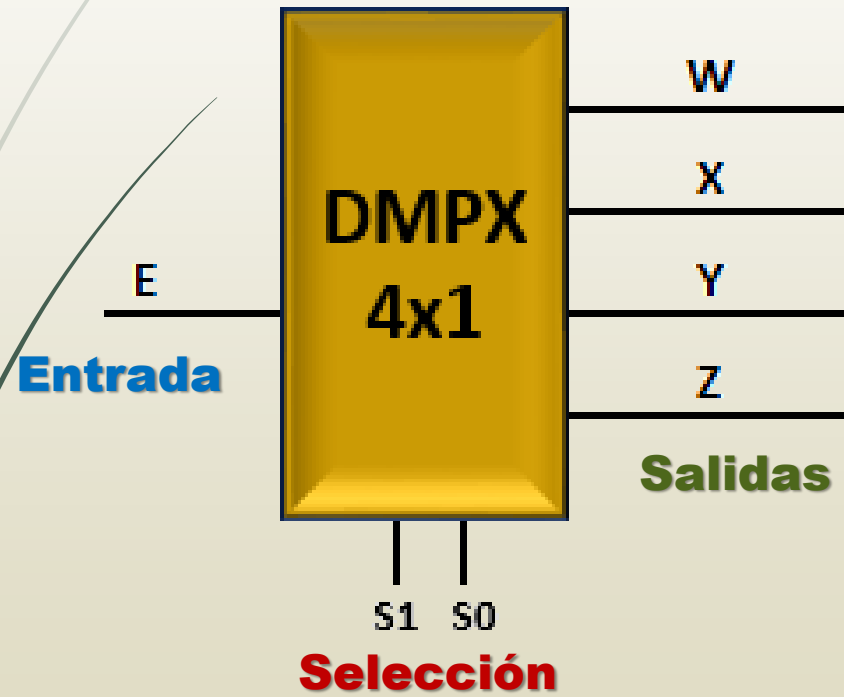 W
X
DMPX
4x1
E
Y
Entrada
Z
Salidas
S1 S0
Selección